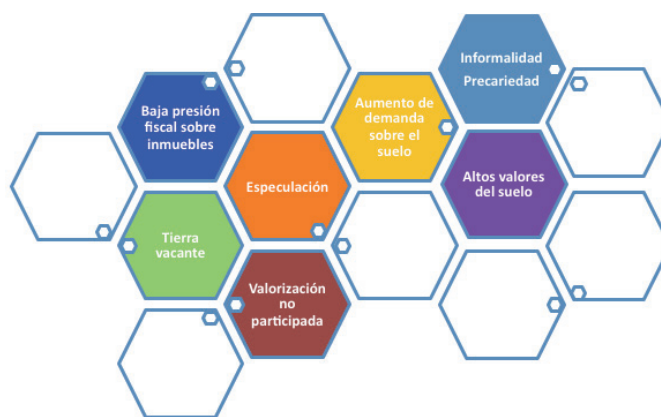 Informalidad
Precariedad
Baja presión
fiscal sobre
inmuebles
Aumento de
demanda
sobre el
suelo
Especulación
Altos valores
del suelo
Tierra
vacante
Valorización
no
participada